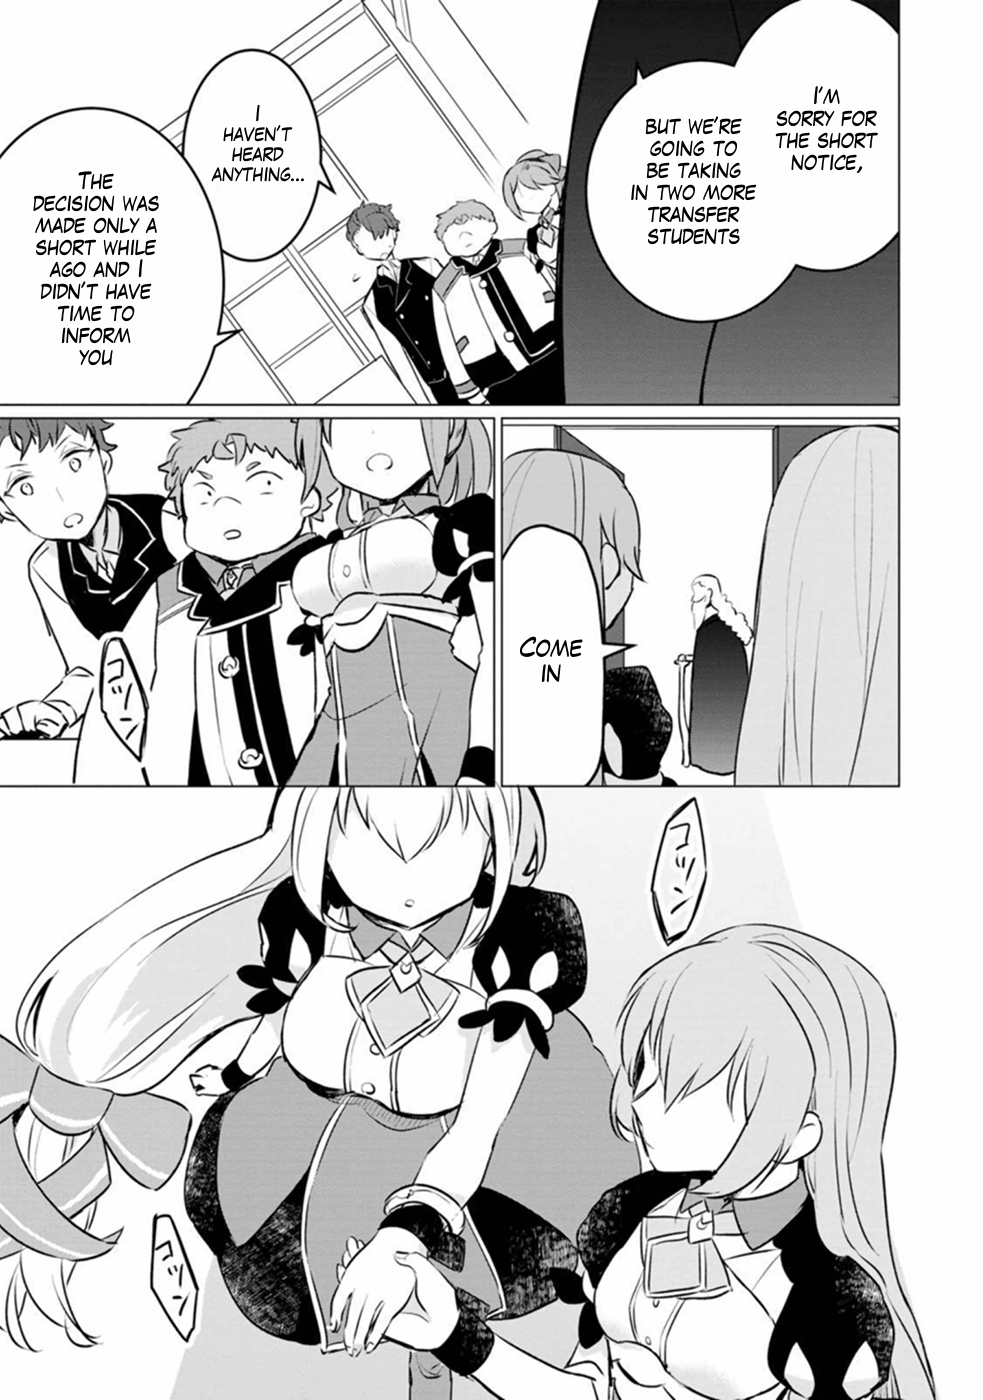 I'M
SORRY FOR
THE SHORT
NOTICE,
BUT WE'RE
GOING TO
BE TAKING
IN TWO MORE
TRANSFER
STUDENTS
I
HAVEN'T
HEARD
ANYTHING...
THE
DECISION WAS
MADE ONLY A
SHORT WHILE
AGO AND I
DIDN'T HAVE
TIME TO
INFORM
YOU
COME
IN
コツン
コツン
コツン